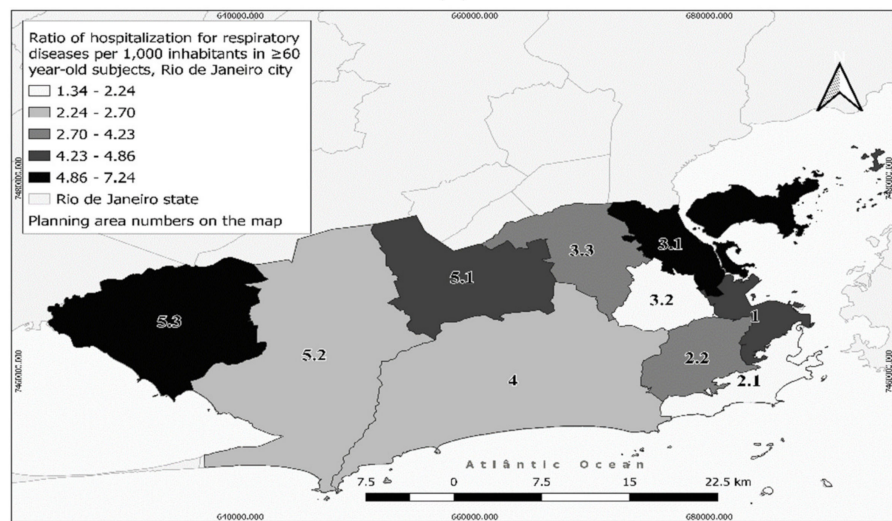 640000.000 660000.000 680000.000
Ratio of hospitalization for respiratory
diseases per 1,000 inhabitants in ≥60
year-old subjects, Rio de Janeiro city
1.34 - 2.24
2.24 - 2.70
2.70 - 4.23
4.23 - 4.86
4.86 - 7.24
Rio de Janeiro state
Planning area numbers on the map
N
7480000.000 7480000.000
3.1
3.3
5.1
3.2
1
5.3
5.2
2.2
7460000.000 7460000.000
4
2.1
Atlântic Ocean
7.5 0 7.5 15 22.5 km
640000.000 660000.000 680000.000